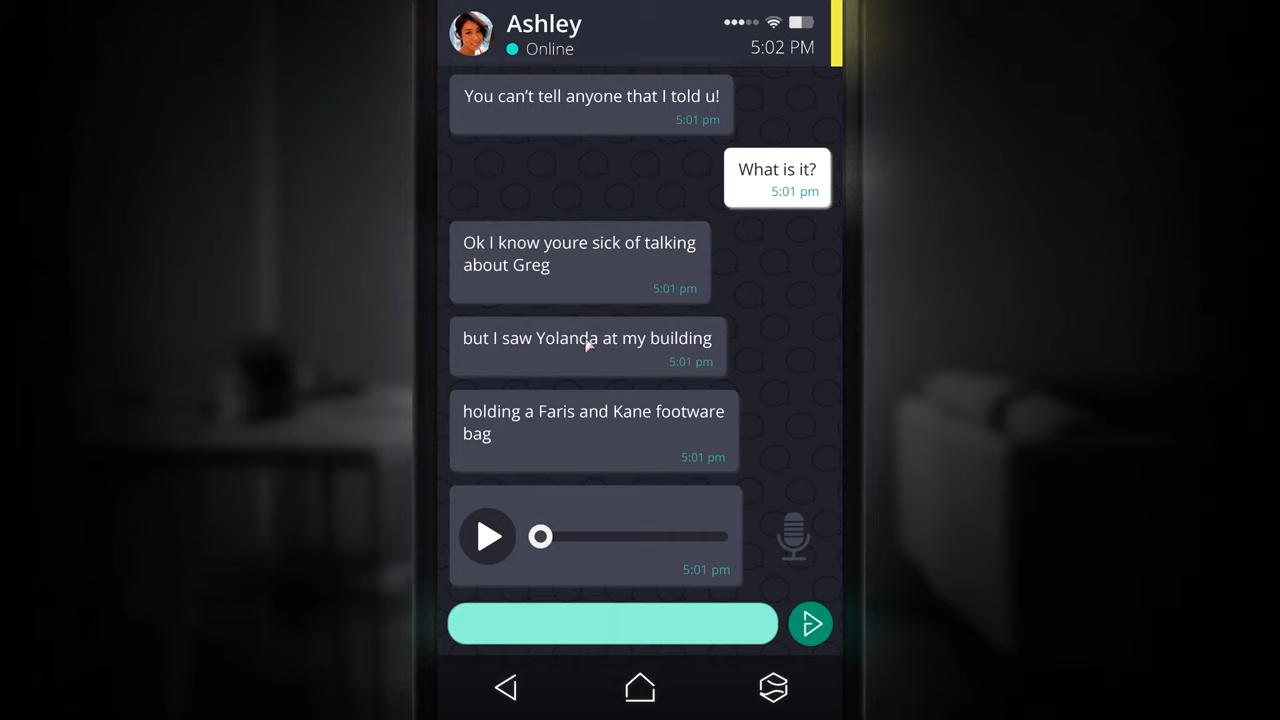 Ashley
Online
5:02 PM
You can’t tell anyone that I told u!
5:01 pm
What is it?
5:01 pm
Ok I know youre sick of talking
about Greg
5:01 pm
but I saw Yolanda at my building
5:01 pm
holding a Faris and Kane footware
bag
5:01 pm
5:01 pm